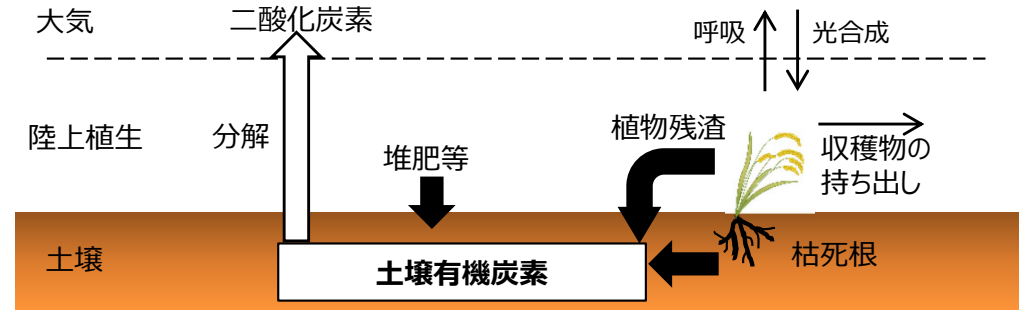 大気
二酸化炭素
呼吸
光合成
陸上植生
分解
堆肥等
植物残渣
収穫物の
持ち出し
土壌
土壌有機炭素
枯死根